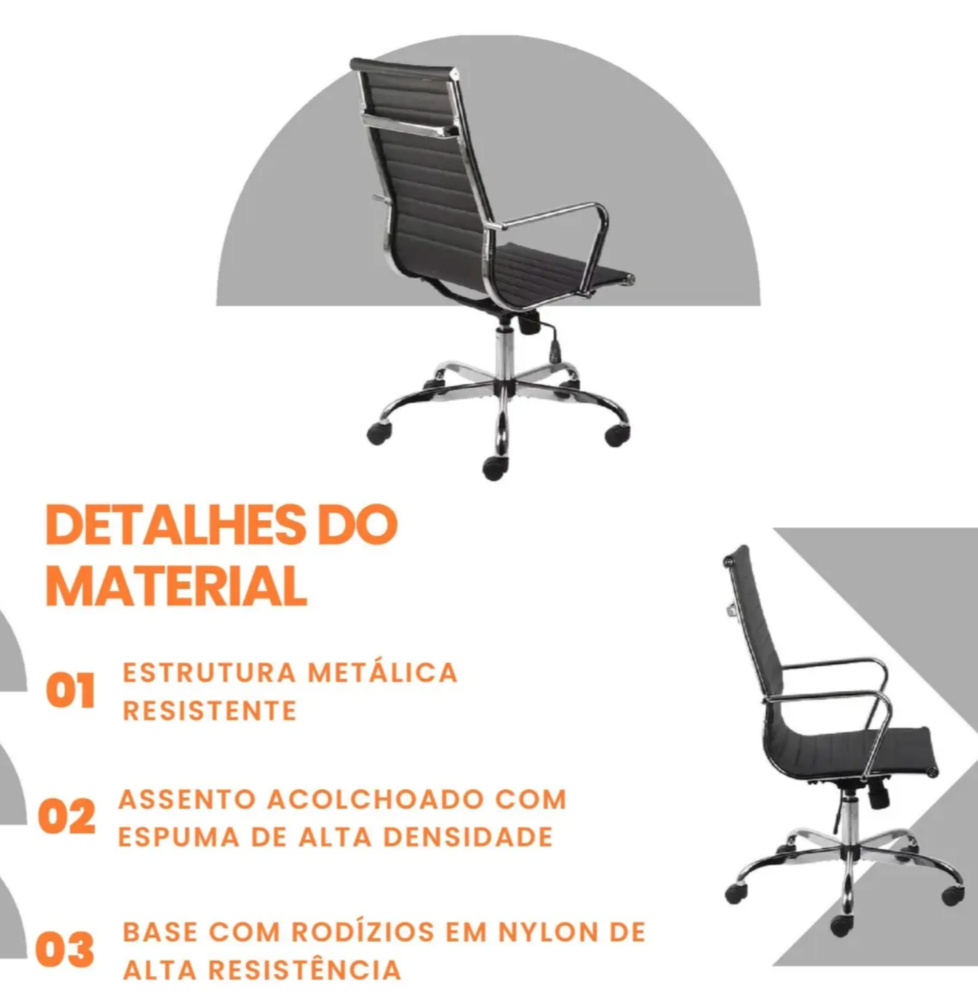 DETALHES DO
MATERIAL
01 ESTRUTURA METÁLICA
RESISTENTE
02 ASSENTO ACOLCHOADO COM
ESPUMA DE ALTA DENSIDADE
03 BASE COM RODÍZIOS EM NYLON DE
ALTA RESISTÊNCIA